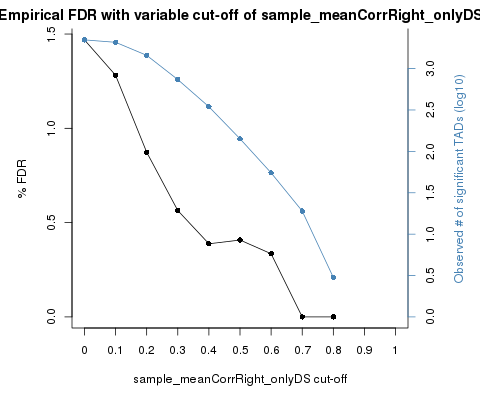 Empirical FDR with variable cut-off of sample_meanCorrRight_onlyDS
% FDR
1.5
1.0
0.5
0.0
0 0.1 0.2 0.3 0.4 0.5 0.6 0.7 0.8 0.9 1
sample_meanCorrRight_onlyDS cut-off
3.0
2.5
2.0
1.5
1.0
0.5
0.0
Observed # of significant TADs (log10)